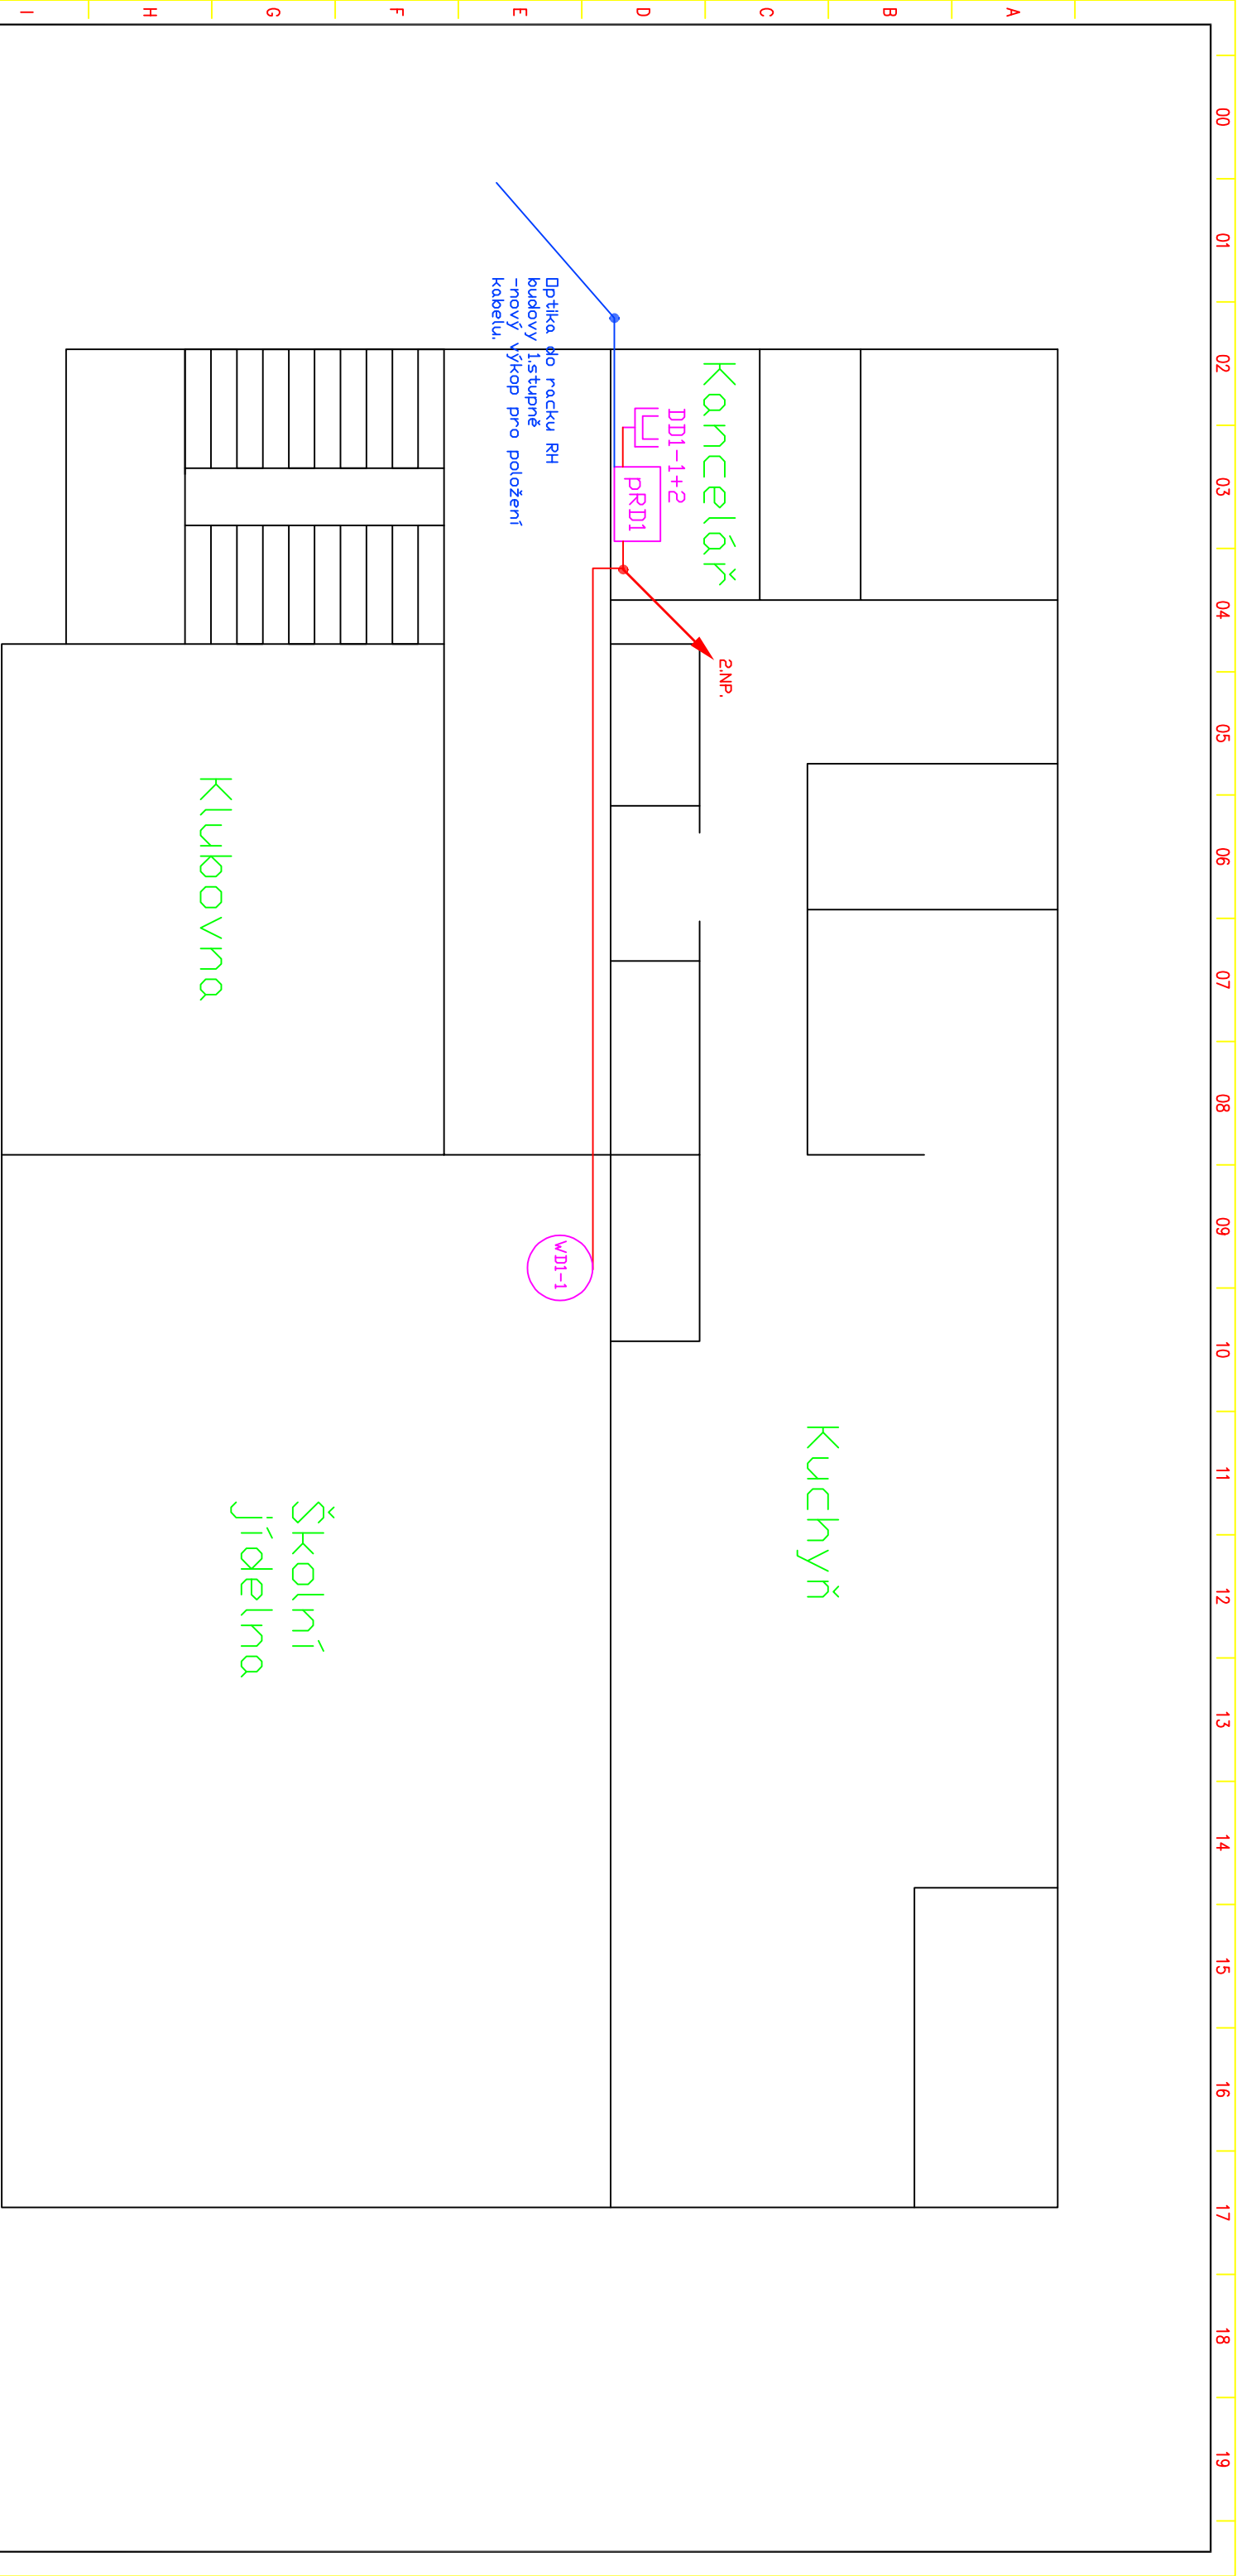 00 01 02 03 04 05 06 07 08 09 10 11 12 13 14 15 16 17 18 19
A
B
C
D
E
F
G
H
I
Kancelář
DD1-1+2
pRD1
2.NP.
Optika do racku RH
budovy 1.stupně
-nový výkop pro položení
kabelu.
Kuchyň
WD1-1
Klubovna
Školní
jídelna